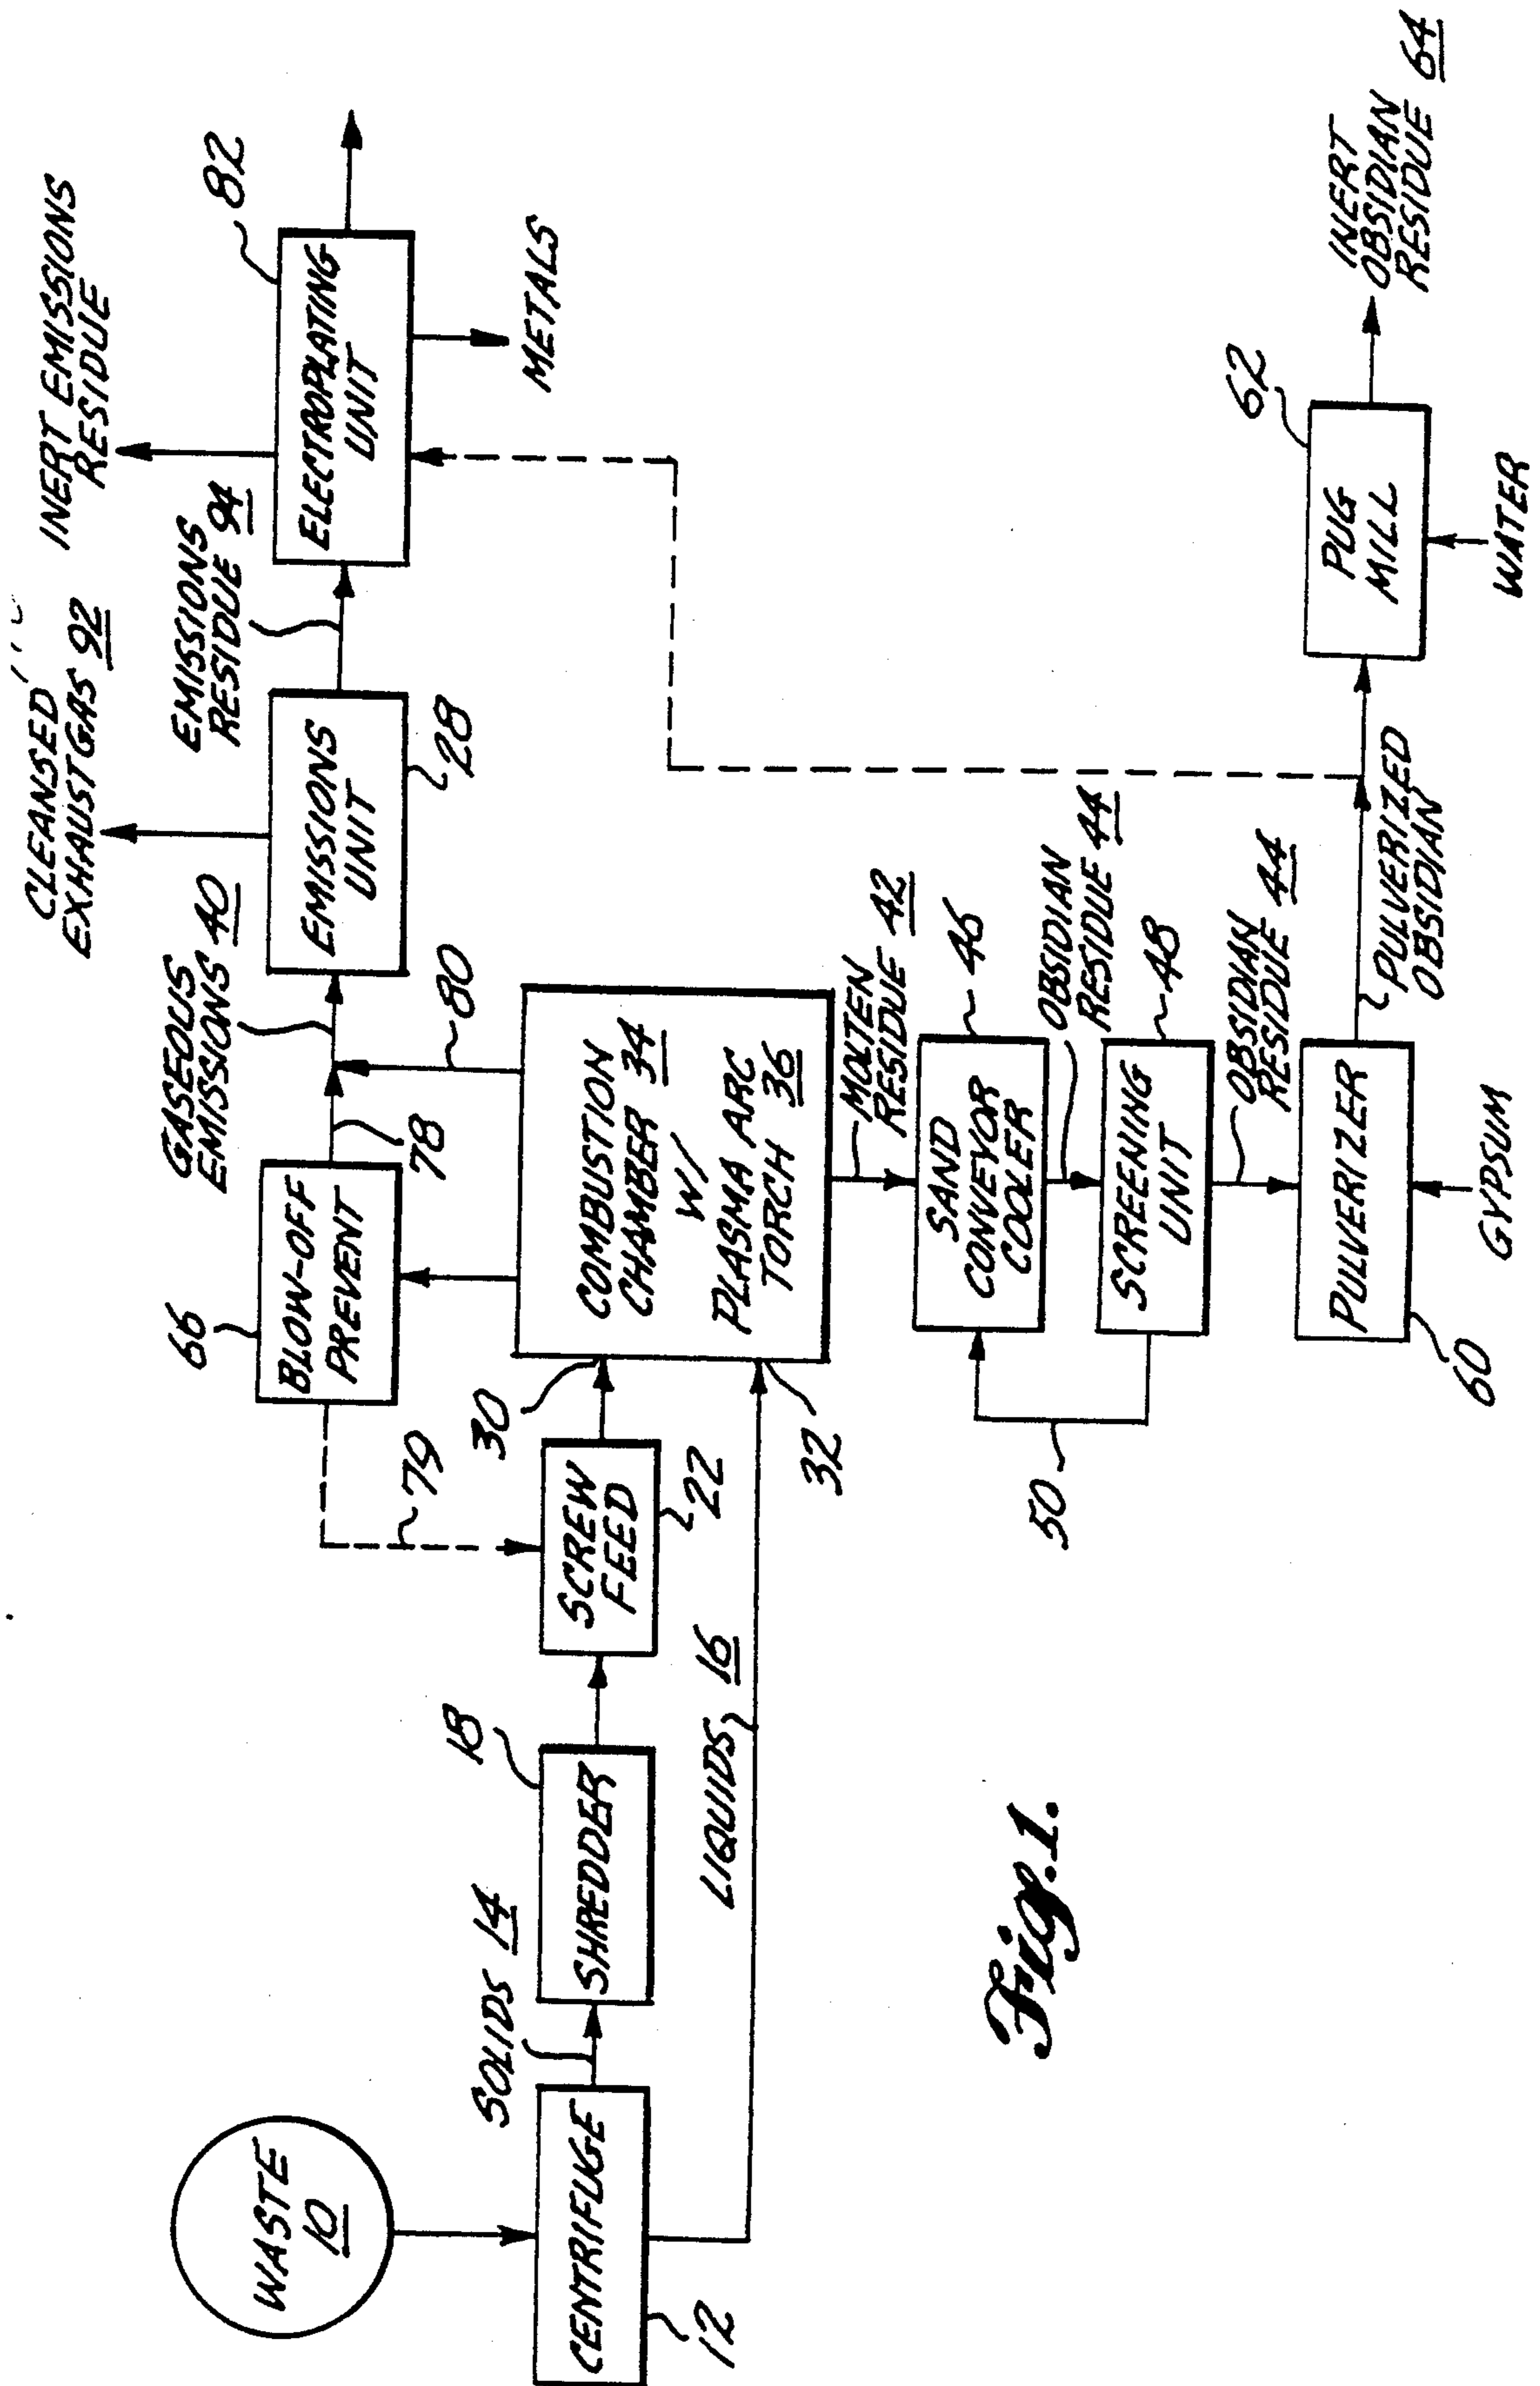 WASTE
10
CENTRIFUGE
12
SOLIDS 14
SHREDDER
18
LIQUIDS 16
SCREW
FEED
22
79
30
32
66
BLOW-OFF
PREVENT
78
80
COMBUSTION
CHAMBER 34
W/
PLASMA ARC
TORCH 36
GASEOUS
EMISSIONS 40
EMISSIONS
UNIT
28
CLEANSED
EXHAUST GAS 92
EMISSIONS
RESIDUE 94
INERT EMISSIONS
RESIDUE
ELECTROPLATING
UNIT
82
METALS
MOLTEN
RESIDUE 42
SAND
CONVEYOR
COOLER
46
OBSIDIAN
RESIDUE 44
SCREENING
UNIT
48
50
OBSIDIAN
RESIDUE 44
PULVERIZER
60
GYPSUM
PULVERIZED
OBSIDIAN
PUG
MILL
62
WATER
INERT
OBSIDIAN
RESIDUE 64
Fig. 1.